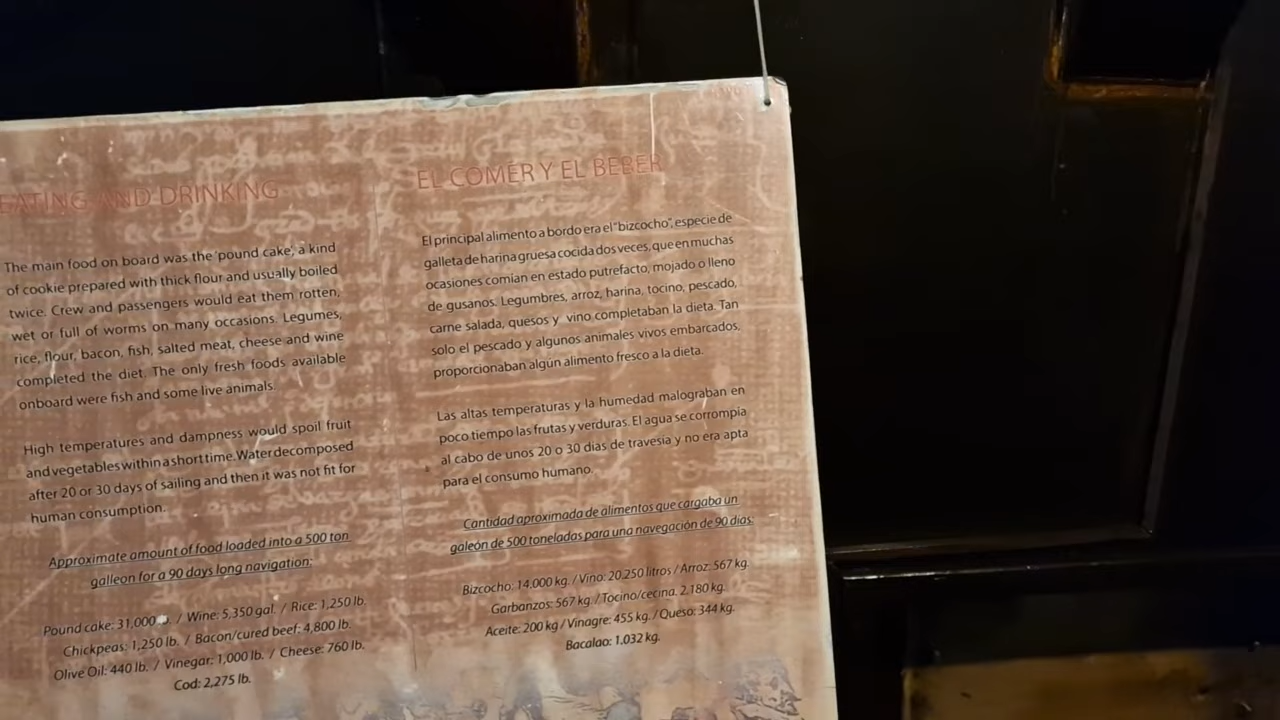 EATING AND DRINKING
The main food on board was the 'pound cake', a kind
of cookie prepared with thick flour and usually boiled
twice. Crew and passengers would eat them rotten,
wet or full of worms on many occasions. Legumes,
rice, flour, bacon, fish, salted meat, cheese and wine
completed the diet. The only fresh foods available
onboard were fish and some live animals.
High temperatures and dampness would spoil fruit
and vegetables within a short time. Water decomposed
after 20 or 30 days of sailing and then it was not fit for
human consumption.
Approximate amount of food loaded into a 500 ton
galleon for a 90 days long navigation:
Pound cake: 31,000 / Wine: 5,350 gal. / Rice: 1,250 lb.
Chickpeas: 1,250 lb. / Bacon/cured beef: 4,800 lb.
Olive Oil: 440 lb. / Vinegar: 1,000 lb. / Cheese: 760 lb.
Cod: 2,275 lb.
EL COMER Y EL BEBER
El principal alimento a bordo era el "bizcocho", especie de
galleta de harina gruesa cocida dos veces, que en muchas
ocasiones comían en estado putrefacto, mojado o lleno
de gusanos. Legumbres, arroz, harina, tocino, pescado,
carne salada, quesos y vino completaban la dieta. Tan
solo el pescado y algunos animales vivos embarcados,
proporcionaban algún alimento fresco a la dieta.
Las altas temperaturas y la humedad malograban en
poco tiempo las frutas y verduras. El agua se corrompía
al cabo de unos 20 o 30 días de travesía y no era apta
para el consumo humano.
Cantidad aproximada de alimentos que cargaba un
galeón de 500 toneladas para una navegación de 90 días:
Bizcocho: 14.000 kg. / Vino: 20.250 litros / Arroz: 567 kg.
Garbanzos: 567 kg. / Tocino/cecina. 2.180 kg.
Aceite: 200 kg / Vinagre: 455 kg. / Queso: 344 kg.
Bacalao: 1.032 kg.